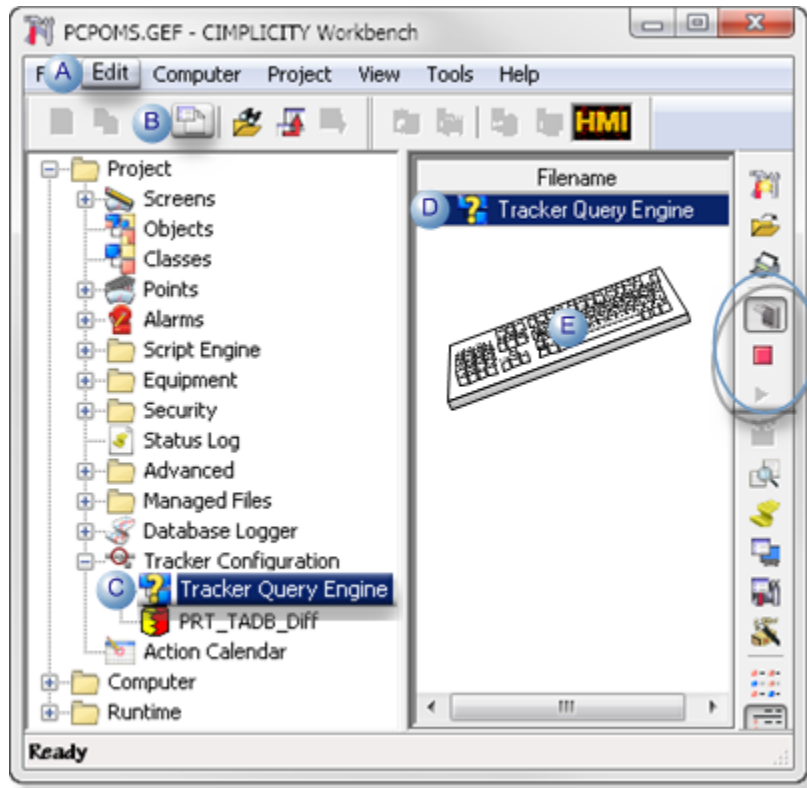 PCPOMS.GEF - CIMPLICITY Workbench
F A Edit Computer Project View Tools Help
B HMI
Project
Screens
Objects
Classes
Points
Alarms
Script Engine
Equipment
Security
Status Log
Advanced
Managed Files
Database Logger
Tracker Configuration
C Tracker Query Engine
PRT_TADB_Diff
Action Calendar
Computer
Runtime
Filename
D Tracker Query Engine
E
Ready